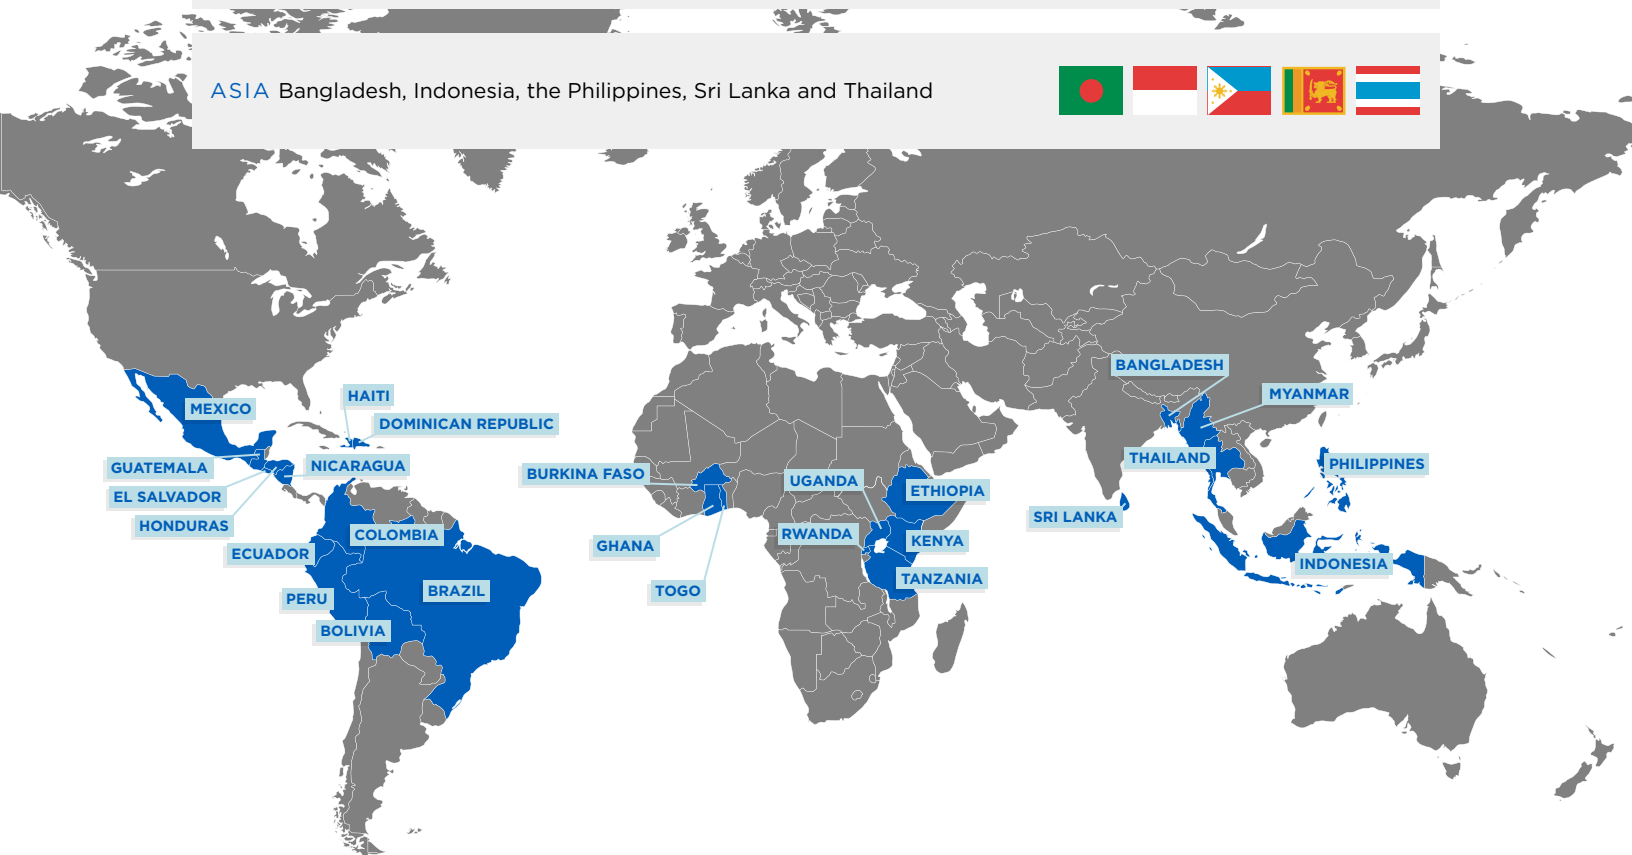 ASIA Bangladesh, Indonesia, the Philippines, Sri Lanka and Thailand
BANGLADESH
MYANMAR
HAITI
MEXICO
DOMINICAN REPUBLIC
THAILAND
PHILIPPINES
GUATEMALA
NICARAGUA
BURKINA FASO
UGANDA
ETHIOPIA
EL SALVADOR
SRI LANKA
HONDURAS
COLOMBIA
RWANDA
KENYA
GHANA
ECUADOR
INDONESIA
TANZANIA
TOGO
BRAZIL
PERU
BOLIVIA